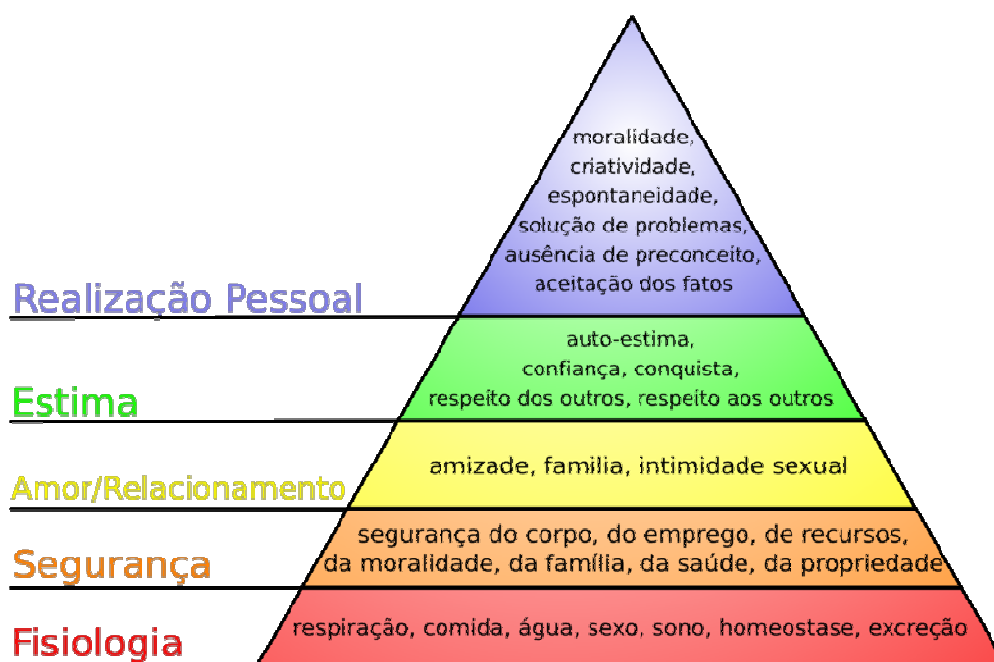 moralidade,
criatividade,
espontaneidade,
solução de problemas,
ausência de preconceito,
aceitação dos fatos
Realização Pessoal
auto-estima,
confiança, conquista,
respeito dos outros, respeito aos outros
Estima
amizade, família, intimidade sexual
Amor/Relacionamento
segurança do corpo, do emprego, de recursos,
da moralidade, da família, da saúde, da propriedade
Segurança
respiração, comida, água, sexo, sono, homeostase, excreção
Fisiologia